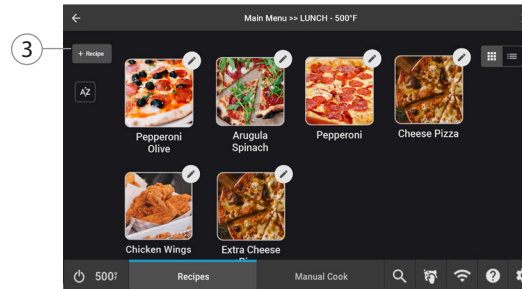 Main Menu >> LUNCH - 500°F
3
+ Recipe
AZ
Pepperoni
Olive
Arugula
Spinach
Pepperoni
Cheese Pizza
Chicken Wings
Extra Cheese
500°F
Recipes
Manual Cook
?